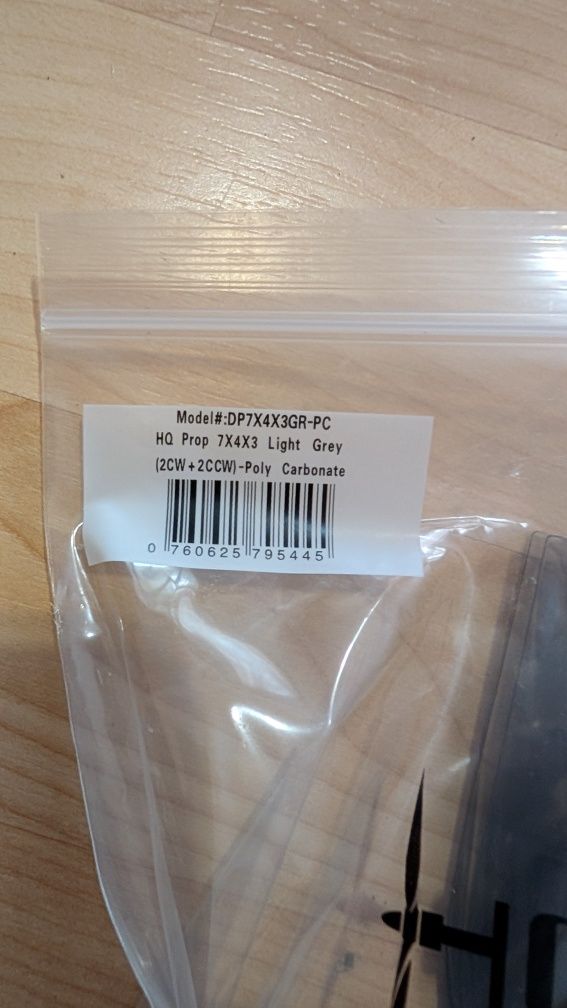 Model#:DP7X4X3GR-PC
HQ Prop 7X4X3 Light Grey
(2CW+2CCW)-Poly Carbonate
0 760625 795445